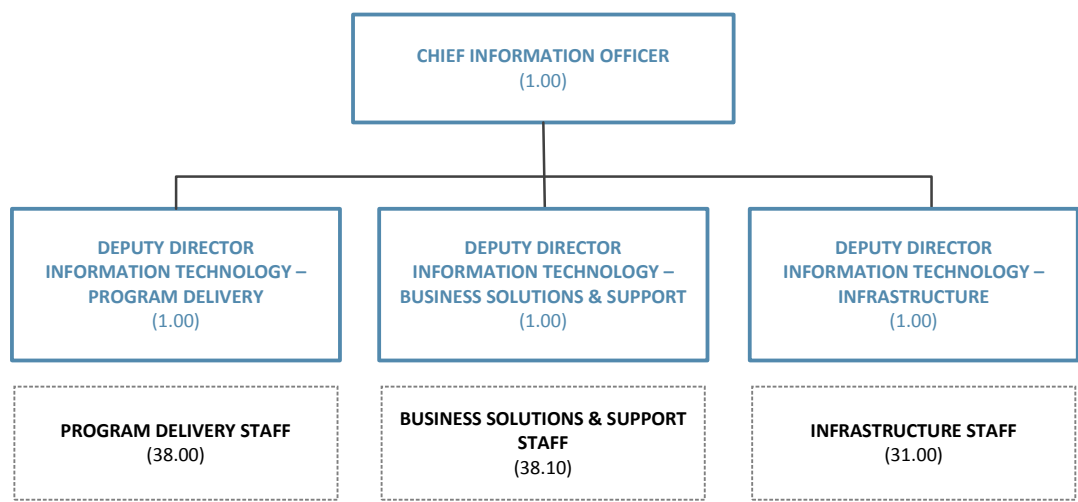 CHIEF INFORMATION OFFICER
(1.00)
DEPUTY DIRECTOR
INFORMATION TECHNOLOGY –
PROGRAM DELIVERY
(1.00)
DEPUTY DIRECTOR
INFORMATION TECHNOLOGY –
BUSINESS SOLUTIONS & SUPPORT
(1.00)
DEPUTY DIRECTOR
INFORMATION TECHNOLOGY –
INFRASTRUCTURE
(1.00)
PROGRAM DELIVERY STAFF
(38.00)
BUSINESS SOLUTIONS & SUPPORT
STAFF
(38.10)
INFRASTRUCTURE STAFF
(31.00)